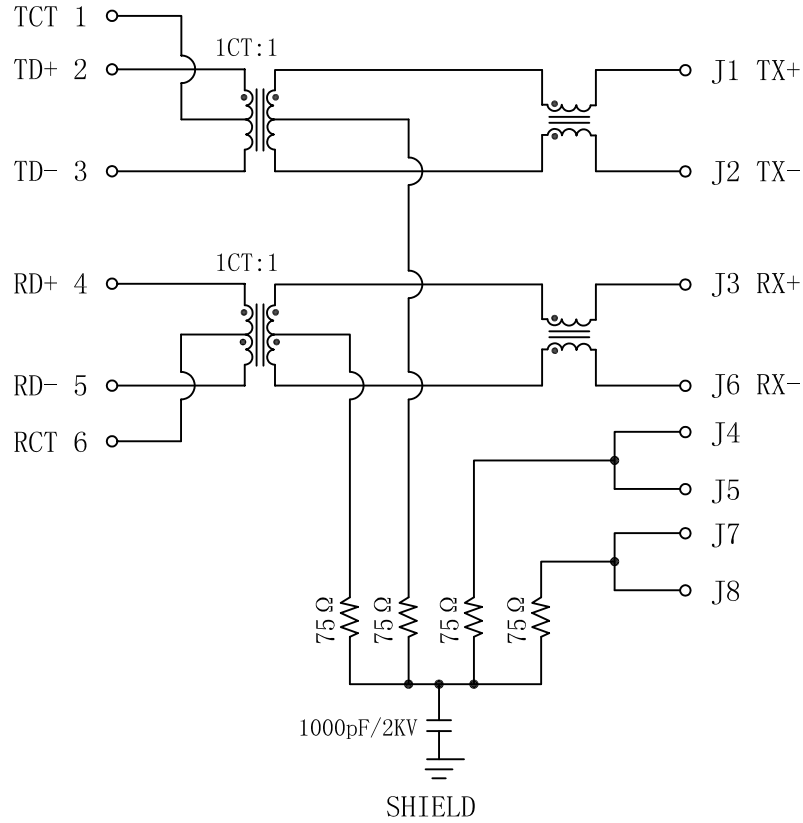 TCT 1
1CT:1
TD+ 2
J1 TX+
TD- 3
J2 TX-
1CT:1
RD+ 4
J3 RX+
RD- 5
J6 RX-
RCT 6
J4
J5
J7
J8
75Ω
75Ω
75Ω
75Ω
1000pF/2KV
SHIELD